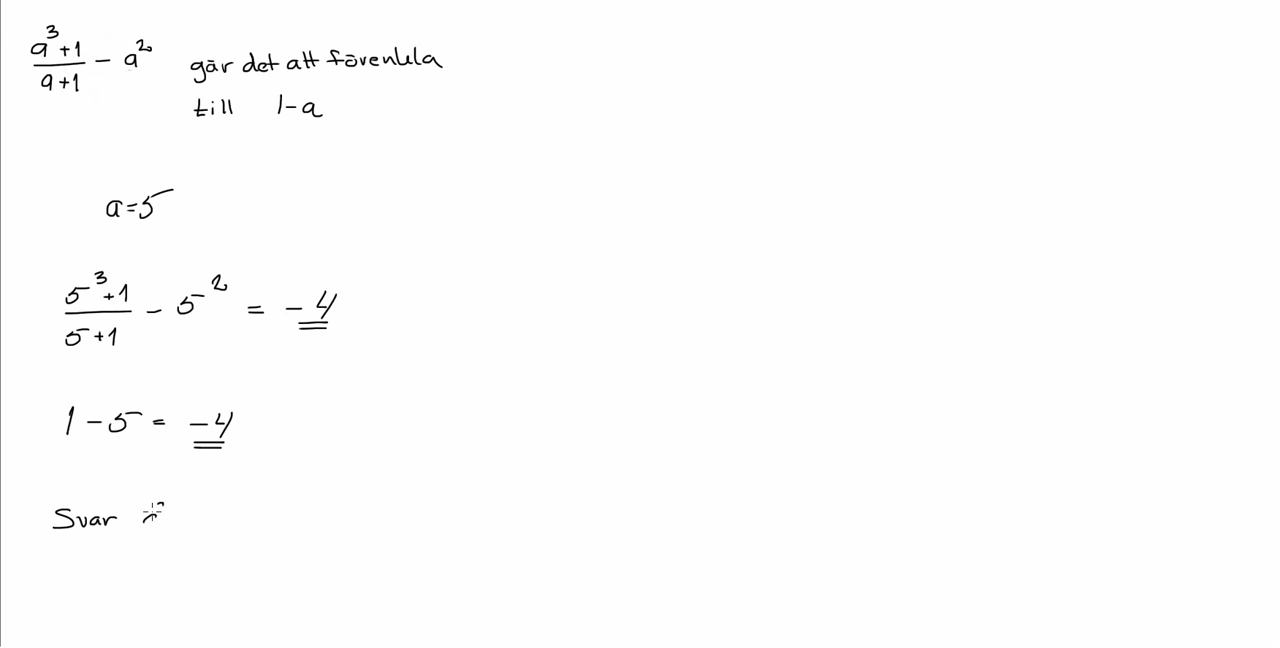 a³+1 / a+1 − a² går det att förenkla
till 1-a
a=5
5³+1 / 5+1 − 5² = -4
1-5 = -4
Svar